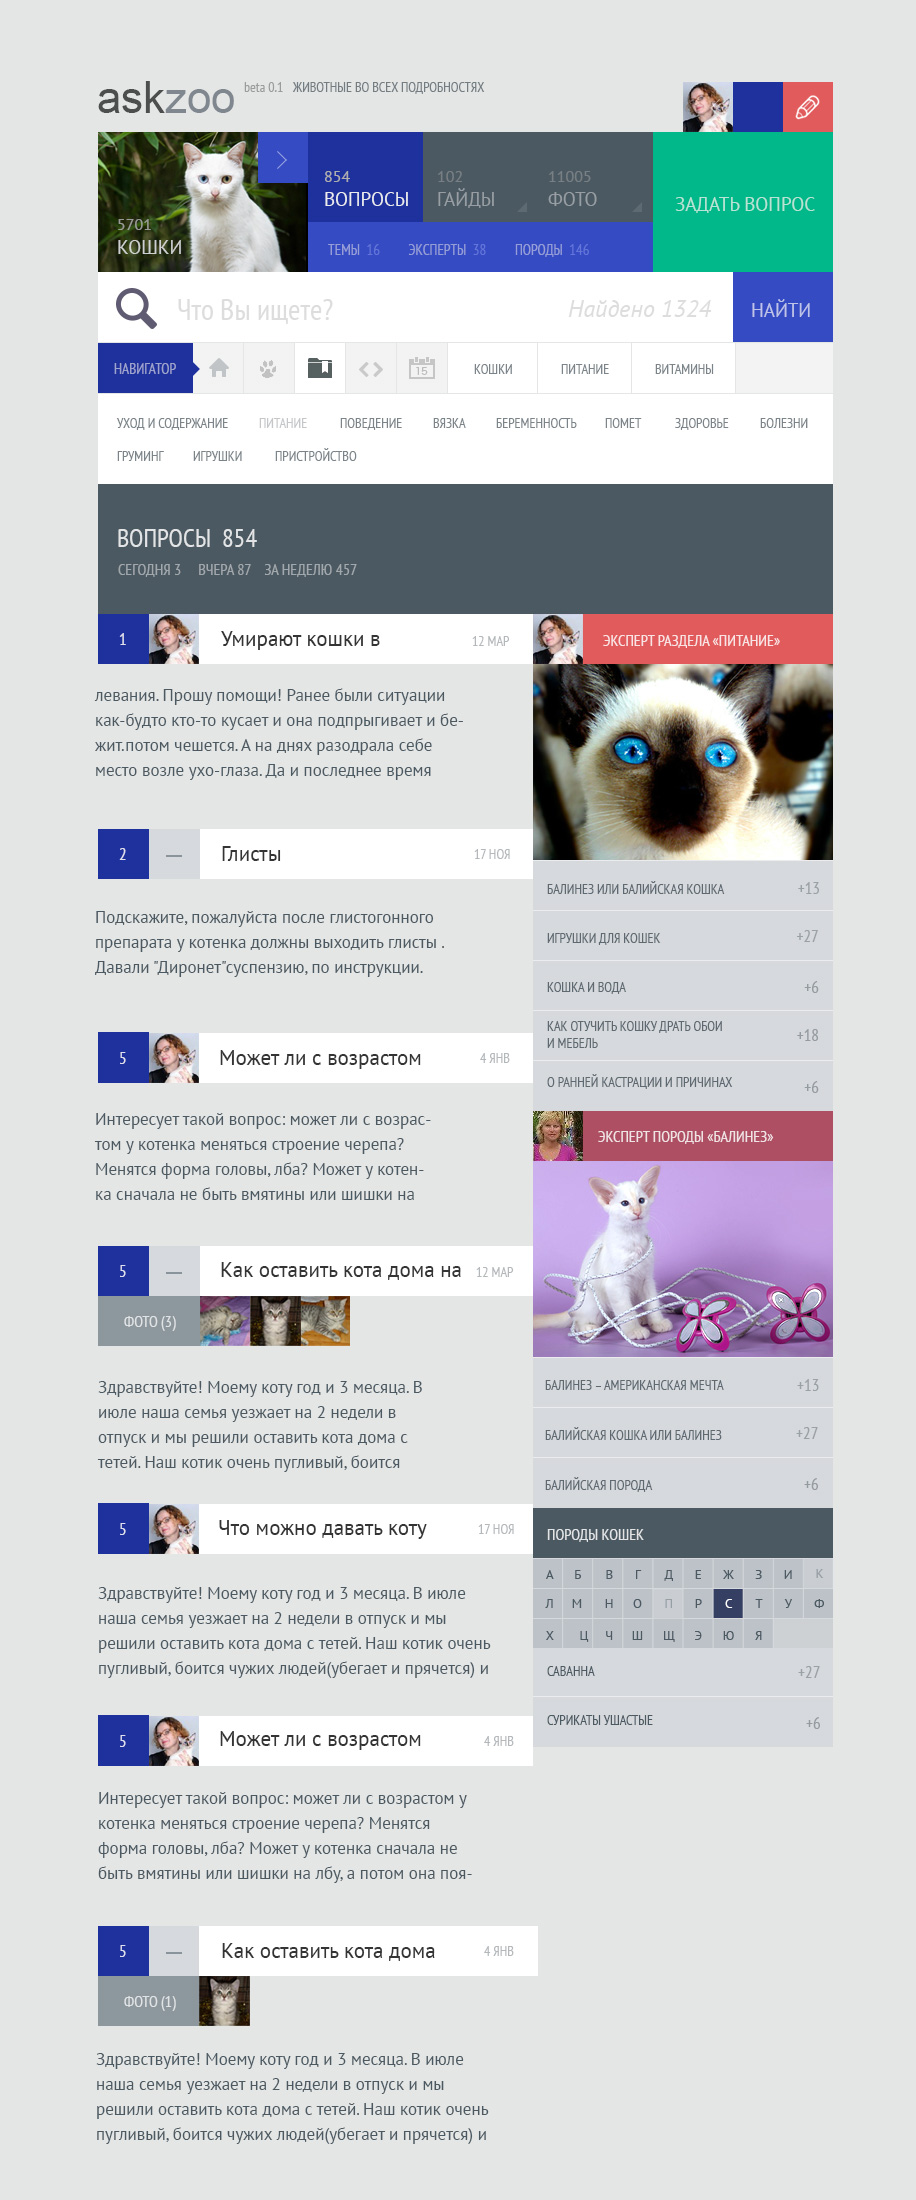 askzoo beta 0.1 ЖИВОТНЫЕ ВО ВСЕХ ПОДРОБНОСТЯХ
5701
КОШКИ
854
ВОПРОСЫ
102
ГАЙДЫ
11005
ФОТО
ТЕМЫ 16 ЭКСПЕРТЫ 38 ПОРОДЫ 146
ЗАДАТЬ ВОПРОС
Что Вы ищете? Найдено 1324 НАЙТИ
НАВИГАТОР 15 КОШКИ ПИТАНИЕ ВИТАМИНЫ
УХОД И СОДЕРЖАНИЕ ПИТАНИЕ ПОВЕДЕНИЕ ВЯЗКА БЕРЕМЕННОСТЬ ПОМЕТ ЗДОРОВЬЕ БОЛЕЗНИ
ГРУМИНГ ИГРУШКИ ПРИСТРОЙСТВО
ВОПРОСЫ 854
СЕГОДНЯ 3 ВЧЕРА 87 ЗА НЕДЕЛЮ 457
1 Умирают кошки в 12 МАР
левания. Прошу помощи! Ранее были ситуации
как-будто кто-то кусает и она подпрыгивает и бе-
жит.потом чешется. А на днях разодрала себе
место возле ухо-глаза. Да и последнее время
2 — Глисты 17 НОЯ
Подскажите, пожалуйста после глистогонного
препарата у котенка должны выходить глисты .
Давали "Диронет"суспензию, по инструкции.
5 Может ли с возрастом 4 ЯНВ
Интересует такой вопрос: может ли с возрас-
том у котенка меняться строение черепа?
Менятся форма головы, лба? Может у котен-
ка сначала не быть вмятины или шишки на
5 — Как оставить кота дома на 12 МАР
ФОТО (3)
Здравствуйте! Моему коту год и 3 месяца. В
июле наша семья уезжает на 2 недели в
отпуск и мы решили оставить кота дома с
тетей. Наш котик очень пугливый, боится
5 Что можно давать коту 17 НОЯ
Здравствуйте! Моему коту год и 3 месяца. В июле
наша семья уезжает на 2 недели в отпуск и мы
решили оставить кота дома с тетей. Наш котик очень
пугливый, боится чужих людей(убегает и прячется) и
5 Может ли с возрастом 4 ЯНВ
Интересует такой вопрос: может ли с возрастом у
котенка меняться строение черепа? Менятся
форма головы, лба? Может у котенка сначала не
быть вмятины или шишки на лбу, а потом она поя-
5 — Как оставить кота дома 4 ЯНВ
ФОТО (1)
Здравствуйте! Моему коту год и 3 месяца. В июле
наша семья уезжает на 2 недели в отпуск и мы
решили оставить кота дома с тетей. Наш котик очень
пугливый, боится чужих людей(убегает и прячется) и
ЭКСПЕРТ РАЗДЕЛА «ПИТАНИЕ»
БАЛИНЕЗ ИЛИ БАЛИЙСКАЯ КОШКА +13
ИГРУШКИ ДЛЯ КОШЕК +27
КОШКА И ВОДА +6
КАК ОТУЧИТЬ КОШКУ ДРАТЬ ОБОИ
И МЕБЕЛЬ +18
О РАННЕЙ КАСТРАЦИИ И ПРИЧИНАХ +6
ЭКСПЕРТ ПОРОДЫ «БАЛИНЕЗ»
БАЛИНЕЗ – АМЕРИКАНСКАЯ МЕЧТА +13
БАЛИЙСКАЯ КОШКА ИЛИ БАЛИНЕЗ +27
БАЛИЙСКАЯ ПОРОДА +6
ПОРОДЫ КОШЕК
А Б В Г Д Е Ж З И К
Л М Н О П Р С Т У Ф
Х Ц Ч Ш Щ Э Ю Я
САВАННА +27
СУРИКАТЫ УШАСТЫЕ +6